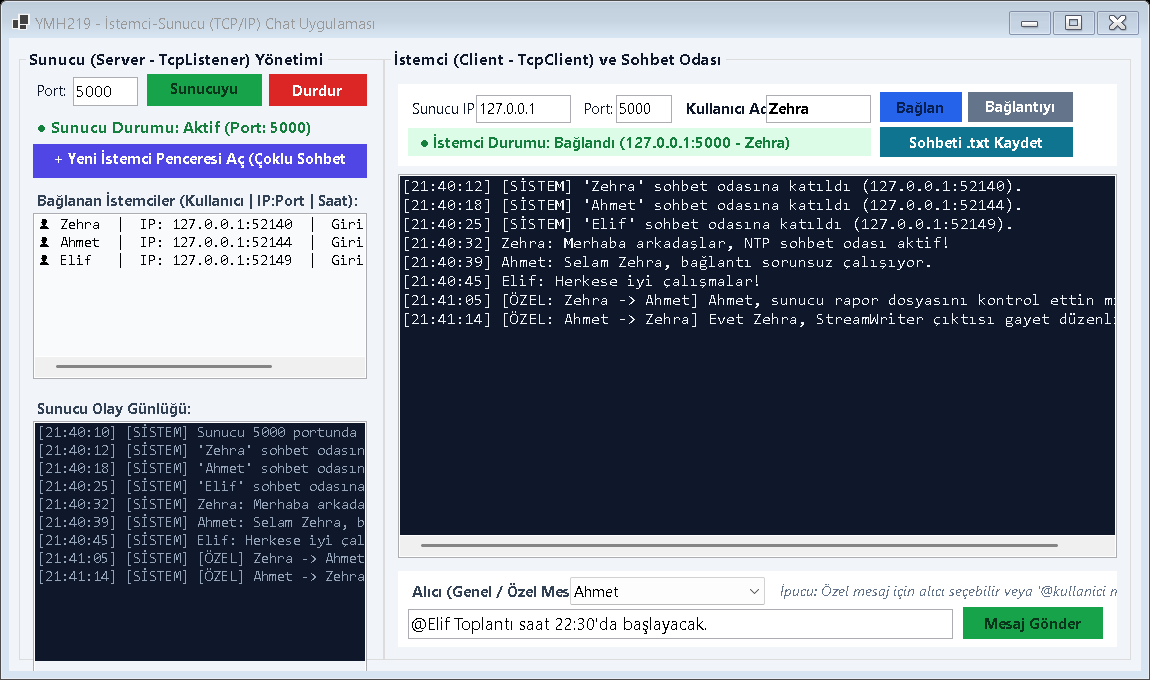 YMH219 - İstemci-Sunucu (TCP/IP) Chat Uygulaması
Sunucu (Server - TcpListener) Yönetimi
Port: 5000 Sunucuyu Durdur
● Sunucu Durumu: Aktif (Port: 5000)
+ Yeni İstemci Penceresi Aç (Çoklu Sohbet
Bağlanan İstemciler (Kullanıcı | IP:Port | Saat):
Zehra | IP: 127.0.0.1:52140 | Giri
Ahmet | IP: 127.0.0.1:52144 | Giri
Elif | IP: 127.0.0.1:52149 | Giri
Sunucu Olay Günlüğü:
[21:40:10] [SİSTEM] Sunucu 5000 portunda
[21:40:12] [SİSTEM] 'Zehra' sohbet odasın
[21:40:18] [SİSTEM] 'Ahmet' sohbet odasın
[21:40:25] [SİSTEM] 'Elif' sohbet odasına
[21:40:32] [SİSTEM] Zehra: Merhaba arkada
[21:40:39] [SİSTEM] Ahmet: Selam Zehra, b
[21:40:45] [SİSTEM] Elif: Herkese iyi çal
[21:41:05] [SİSTEM] [ÖZEL] Zehra -> Ahmet
[21:41:14] [SİSTEM] [ÖZEL] Ahmet -> Zehra
İstemci (Client - TcpClient) ve Sohbet Odası
Sunucu IP 127.0.0.1 Port: 5000 Kullanıcı Ad Zehra Bağlan Bağlantıyı
● İstemci Durumu: Bağlandı (127.0.0.1:5000 - Zehra) Sohbeti .txt Kaydet
[21:40:12] [SİSTEM] 'Zehra' sohbet odasına katıldı (127.0.0.1:52140).
[21:40:18] [SİSTEM] 'Ahmet' sohbet odasına katıldı (127.0.0.1:52144).
[21:40:25] [SİSTEM] 'Elif' sohbet odasına katıldı (127.0.0.1:52149).
[21:40:32] Zehra: Merhaba arkadaşlar, NTP sohbet odası aktif!
[21:40:39] Ahmet: Selam Zehra, bağlantı sorunsuz çalışıyor.
[21:40:45] Elif: Herkese iyi çalışmalar!
[21:41:05] [ÖZEL: Zehra -> Ahmet] Ahmet, sunucu rapor dosyasını kontrol ettin m
[21:41:14] [ÖZEL: Ahmet -> Zehra] Evet Zehra, StreamWriter çıktısı gayet düzenl
Alıcı (Genel / Özel Mes Ahmet İpucu: Özel mesaj için alıcı seçebilir veya '@kullanici m
@Elif Toplantı saat 22:30'da başlayacak. Mesaj Gönder